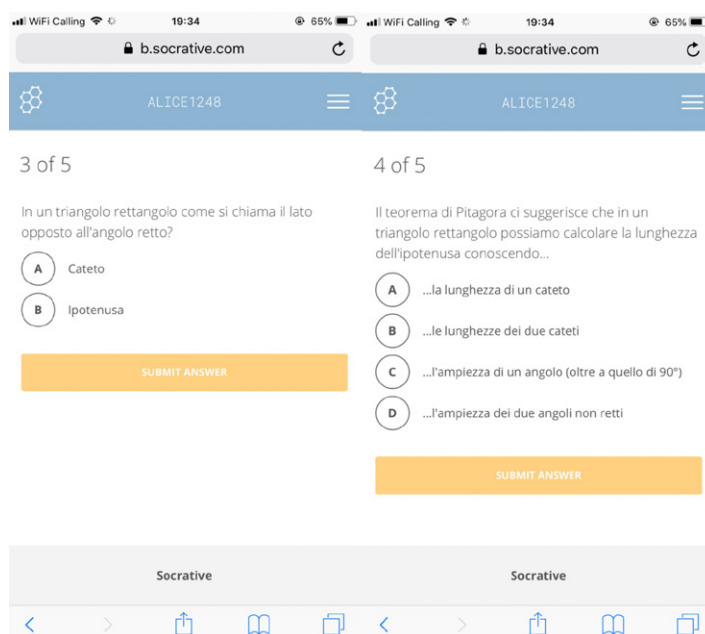 WiFi Calling 19:34 65%
b.socrative.com
ALICE1248
3 of 5
In un triangolo rettangolo come si chiama il lato
opposto all'angolo retto?
A Cateto
B Ipotenusa
SUBMIT ANSWER
Socrative
WiFi Calling 19:34 65%
b.socrative.com
ALICE1248
4 of 5
Il teorema di Pitagora ci suggerisce che in un
triangolo rettangolo possiamo calcolare la lunghezza
dell'ipotenusa conoscendo...
A ...la lunghezza di un cateto
B ...le lunghezze dei due cateti
C ...l'ampiezza di un angolo (oltre a quello di 90°)
D ...l'ampiezza dei due angoli non retti
SUBMIT ANSWER
Socrative